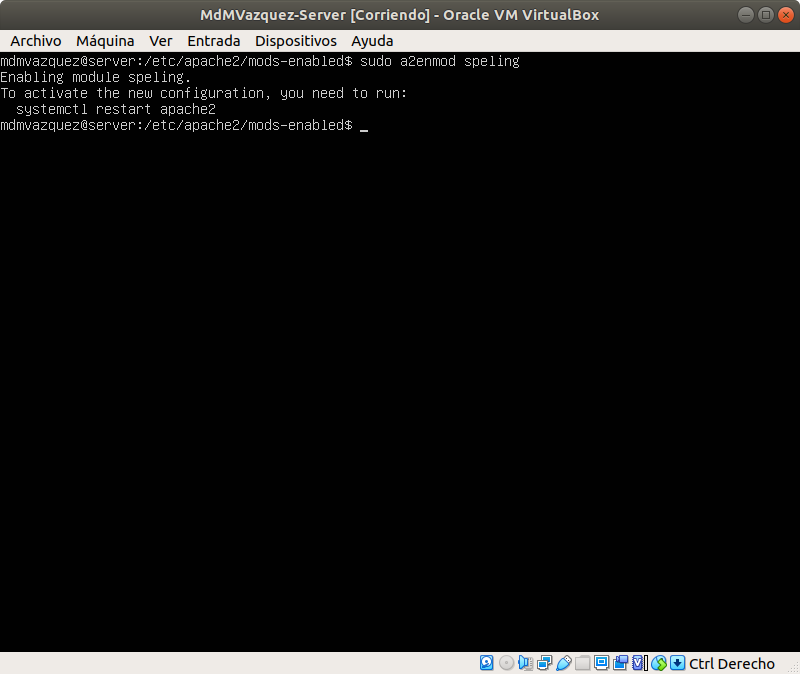 MdMVazquez-Server [Corriendo] - Oracle VM VirtualBox
Archivo Máquina Ver Entrada Dispositivos Ayuda
mdmvazquez@server:/etc/apache2/mods-enabled$ sudo a2enmod speling
Enabling module speling.
To activate the new configuration, you need to run:
  systemctl restart apache2
mdmvazquez@server:/etc/apache2/mods-enabled$ _
Ctrl Derecho